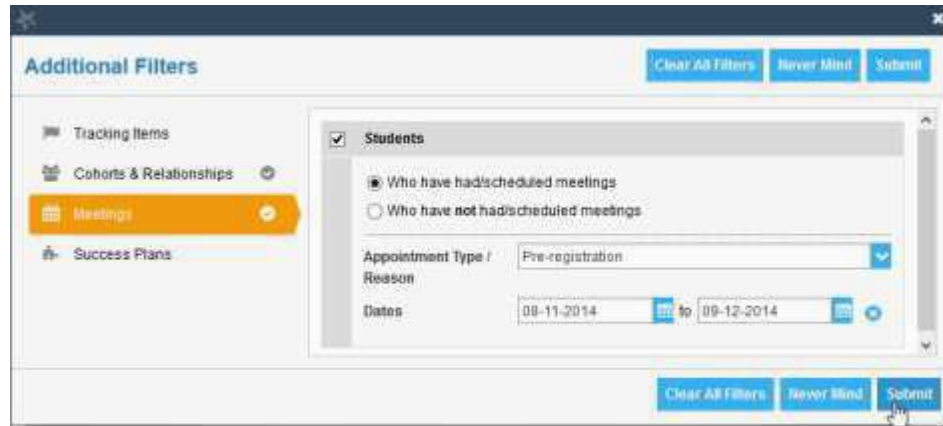 Additional Filters
Clear All Filters
Never Mind
Submit
Tracking Items
Cohorts & Relationships
Meetings
Success Plans
Students
Who have had/scheduled meetings
Who have not had/scheduled meetings
Appointment Type /
Reason
Pre-registration
Dates
08-11-2014
to
09-12-2014
Clear All Filters
Never Mind
Submit